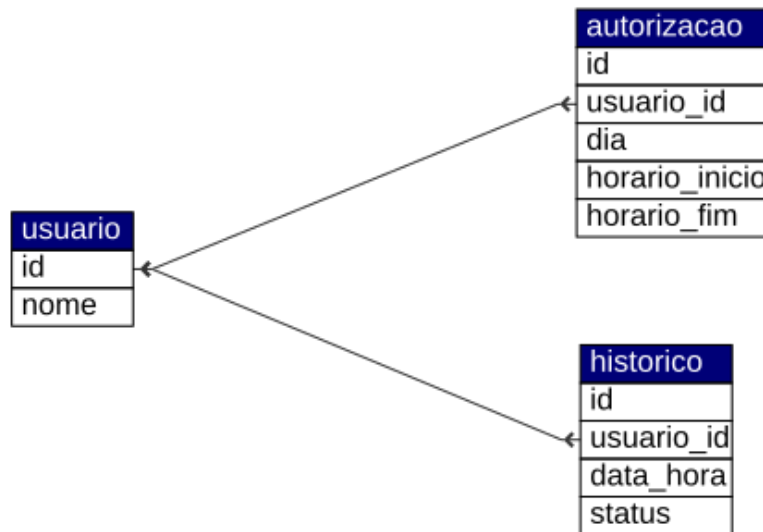 autorizacao
id
usuario_id
dia
horario_inicio
horario_fim
usuario
id
nome
historico
id
usuario_id
data_hora
status